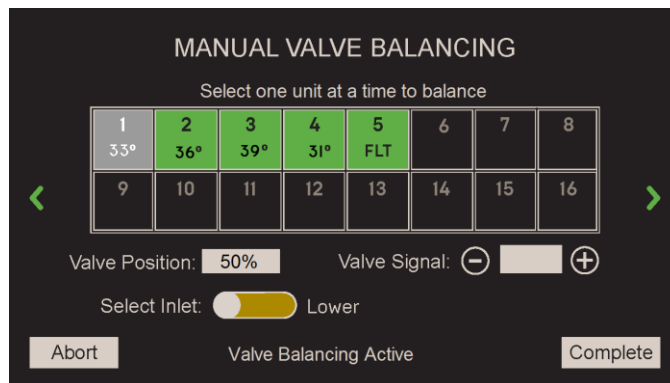 MANUAL VALVE BALANCING
Select one unit at a time to balance
1 2 3 4 5 6 7 8
33° 36° 39° 31° FLT
9 10 11 12 13 14 15 16
Valve Position: 50% Valve Signal:
Select Inlet: Lower
Abort Valve Balancing Active Complete